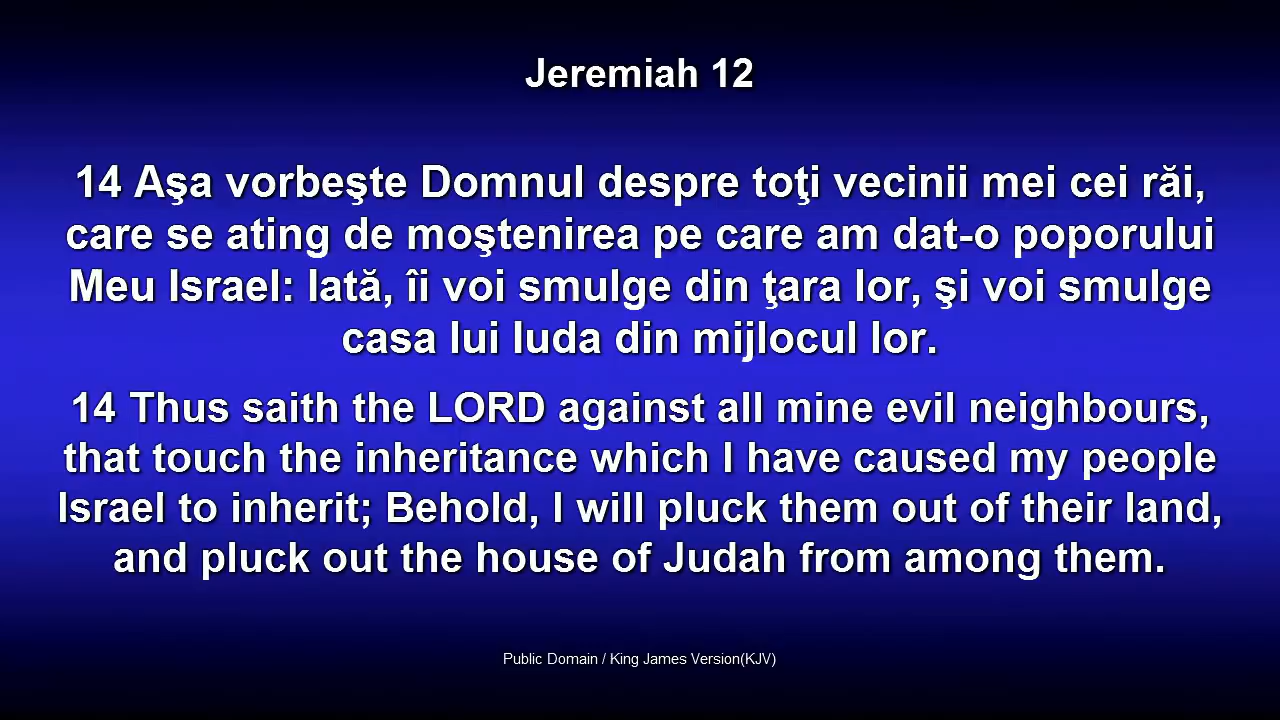 Jeremiah 12
14 Aşa vorbeşte Domnul despre toţi vecinii mei cei răi,
care se ating de moştenirea pe care am dat-o poporului
Meu Israel: Iată, îi voi smulge din ţara lor, şi voi smulge
casa lui Iuda din mijlocul lor.
14 Thus saith the LORD against all mine evil neighbours,
that touch the inheritance which I have caused my people
Israel to inherit; Behold, I will pluck them out of their land,
and pluck out the house of Judah from among them.
Public Domain / King James Version(KJV)